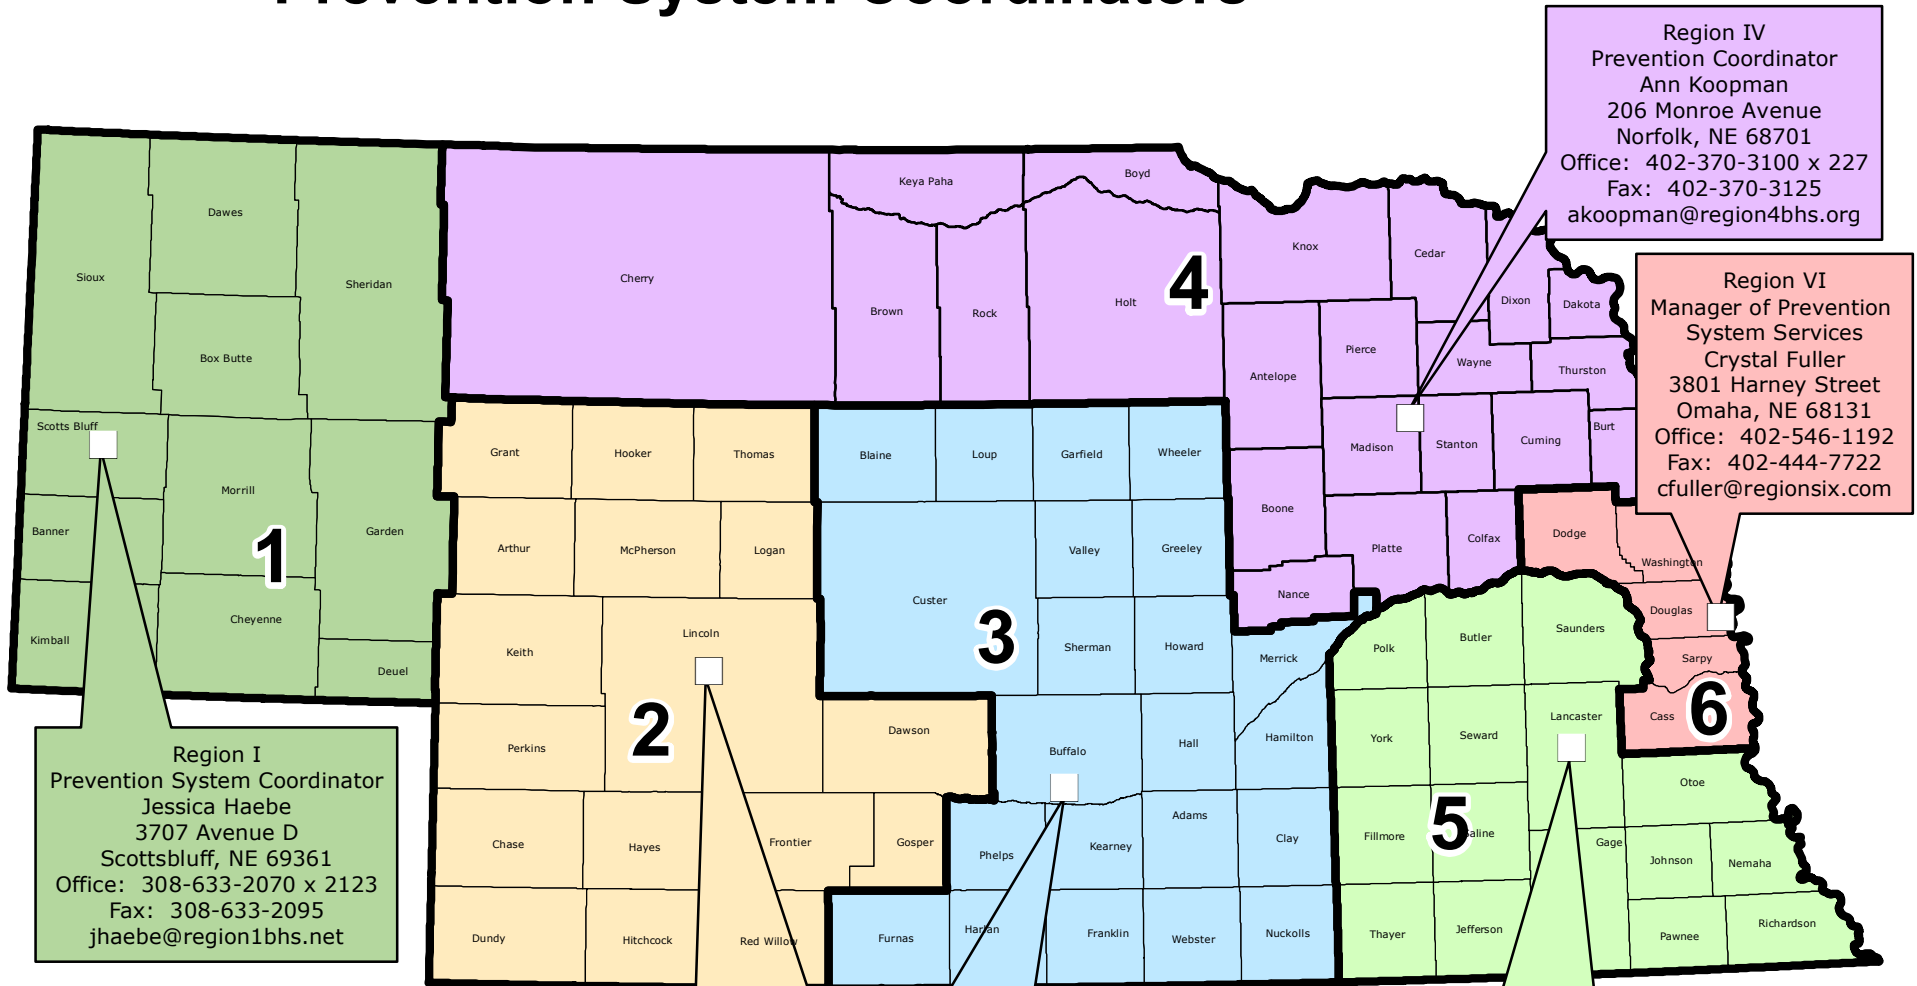 Prevention System Coordinators
Region IV
Prevention Coordinator
Ann Koopman
206 Monroe Avenue
Norfolk, NE 68701
Office: 402-370-3100 x 227
Fax: 402-370-3125
akoopman@region4bhs.org
Region VI
Manager of Prevention
System Services
Crystal Fuller
3801 Harney Street
Omaha, NE 68131
Office: 402-546-1192
Fax: 402-444-7722
cfuller@regionsix.com
Sioux
Dawes
Sheridan
Box Butte
Scotts Bluff
Morrill
Banner
Garden
1
Kimball
Cheyenne
Deuel
Region I
Prevention System Coordinator
Jessica Haebe
3707 Avenue D
Scottsbluff, NE 69361
Office: 308-633-2070 x 2123
Fax: 308-633-2095
jhaebe@region1bhs.net
Cherry
Keya Paha
Boyd
Brown
Rock
Holt
4
Knox
Cedar
Dixon
Dakota
Antelope
Pierce
Wayne
Thurston
Madison
Stanton
Cuming
Burt
Boone
Platte
Colfax
Nance
Grant
Hooker
Thomas
Arthur
McPherson
Logan
Keith
Lincoln
2
Perkins
Dawson
Chase
Hayes
Frontier
Gosper
Dundy
Hitchcock
Red Willow
Blaine
Loup
Garfield
Wheeler
Custer
Valley
Greeley
3
Sherman
Howard
Merrick
Buffalo
Hall
Hamilton
Phelps
Kearney
Adams
Clay
Furnas
Harlan
Franklin
Webster
Nuckolls
Polk
Butler
Saunders
York
Seward
Lancaster
Otoe
Fillmore
5
Gage
Johnson
Nemaha
Thayer
Jefferson
Pawnee
Richardson
Dodge
Washington
Douglas
Sarpy
Cass
6